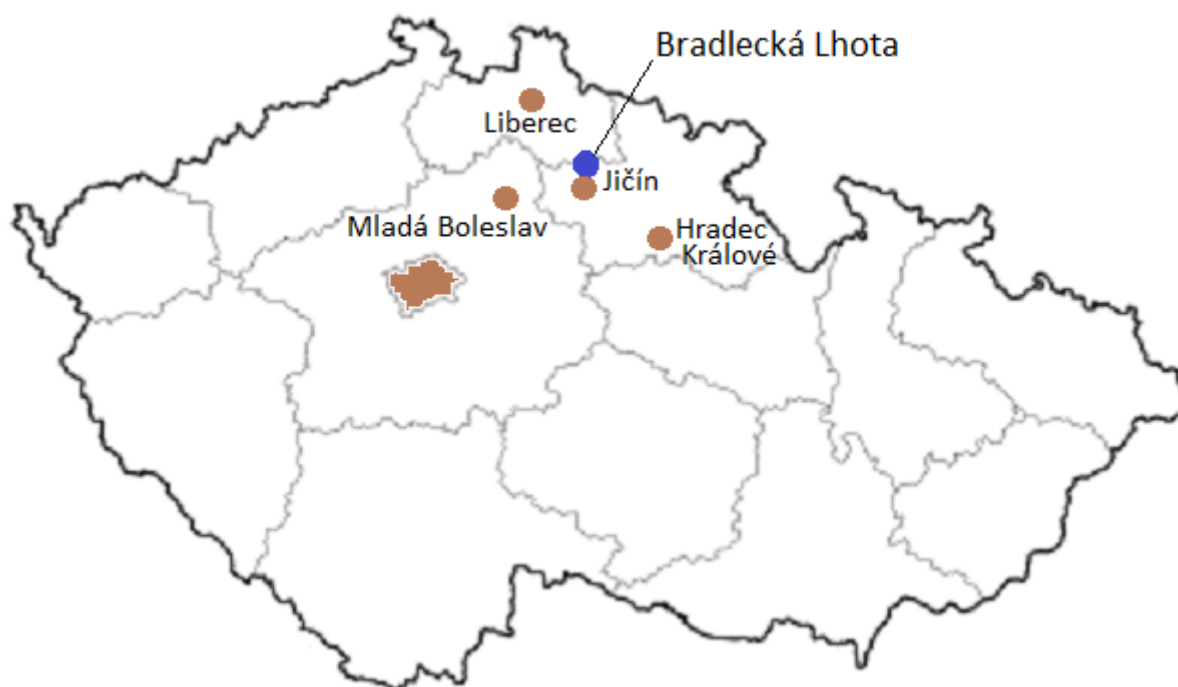 Bradlecká Lhota
Liberec
Jičín
Mladá Boleslav
Hradec
Králové